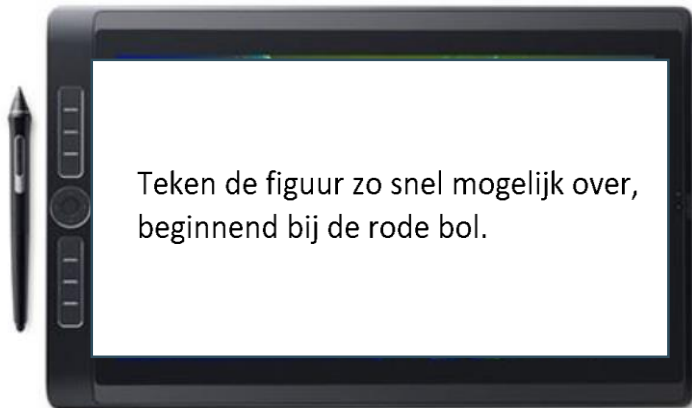 Teken de figuur zo snel mogelijk over,
beginnend bij de rode bol.